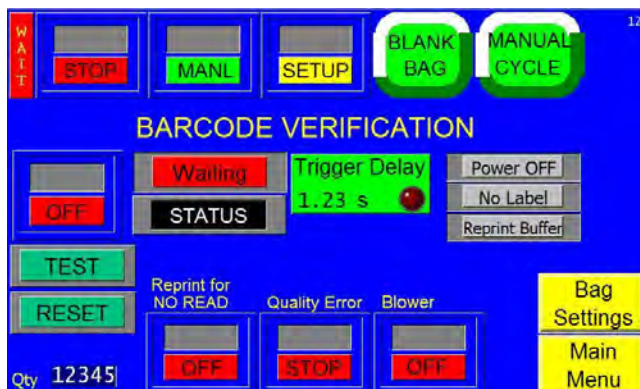 WAIT
STOP
MANL
SETUP
BLANK
BAG
MANUAL
CYCLE
12
BARCODE VERIFICATION
OFF
Waiting
STATUS
Trigger Delay
1.23 s
Power OFF
No Label
Reprint Buffer
TEST
RESET
Reprint for
NO READ
OFF
Quality Error
STOP
Blower
OFF
Bag
Settings
Main
Menu
Qty 12345